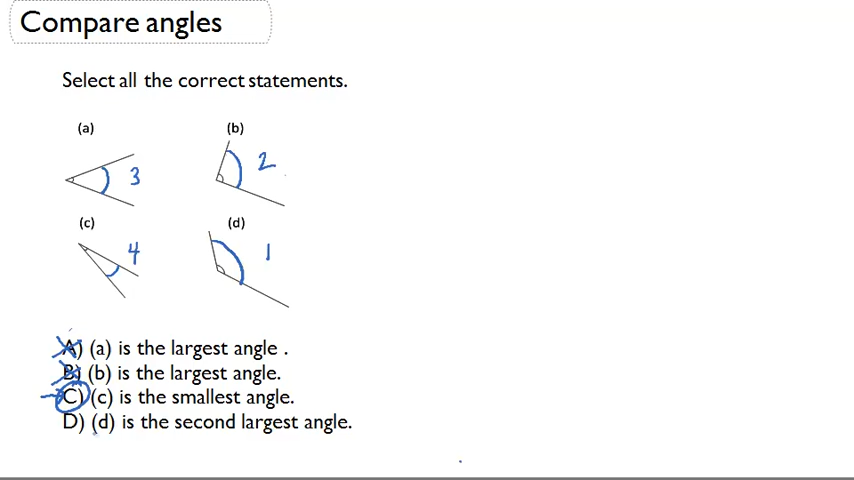 Compare angles
Select all the correct statements.
(a) (b)
3 2
(c) (d)
4 1
A) (a) is the largest angle .
B) (b) is the largest angle.
C) (c) is the smallest angle.
D) (d) is the second largest angle.